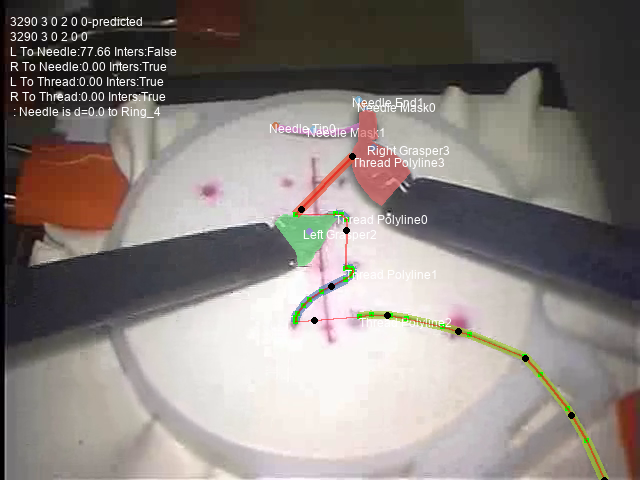 3290 3 0 2 0 0-predicted
3290 3 0 2 0 0
L To Needle:77.66 Inters:False
R To Needle:0.00 Inters:True
L To Thread:0.00 Inters:True
R To Thread:0.00 Inters:True
: Needle is d=0.0 to Ring_4
Needle End1
Needle Mask0
Needle Tip0
Needle Mask1
Right Grasper3
Thread Polyline3
Thread Polyline0
Left Grasper2
Thread Polyline1
Thread Polyline2